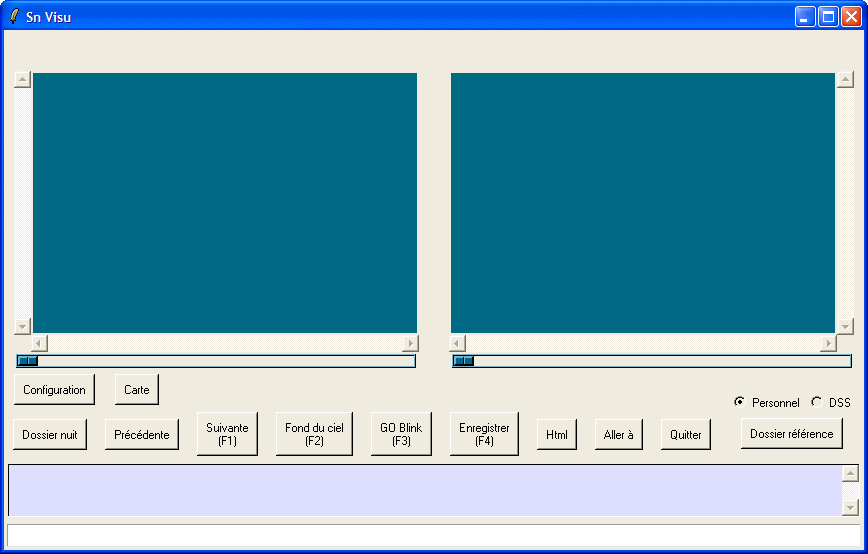 Sn Visu
Configuration
Carte
Personnel
DSS
Dossier nuit
Précédente
Suivante
(F1)
Fond du ciel
(F2)
GO Blink
(F3)
Enregistrer
(F4)
Html
Aller à
Quitter
Dossier référence